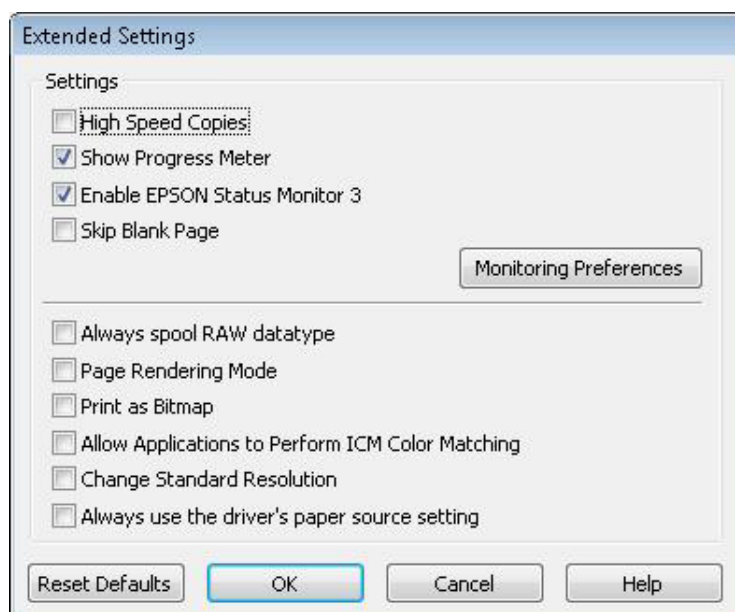 Extended Settings
Settings
High Speed Copies
Show Progress Meter
Enable EPSON Status Monitor 3
Skip Blank Page
Monitoring Preferences
Always spool RAW datatype
Page Rendering Mode
Print as Bitmap
Allow Applications to Perform ICM Color Matching
Change Standard Resolution
Always use the driver's paper source setting
Reset Defaults OK Cancel Help